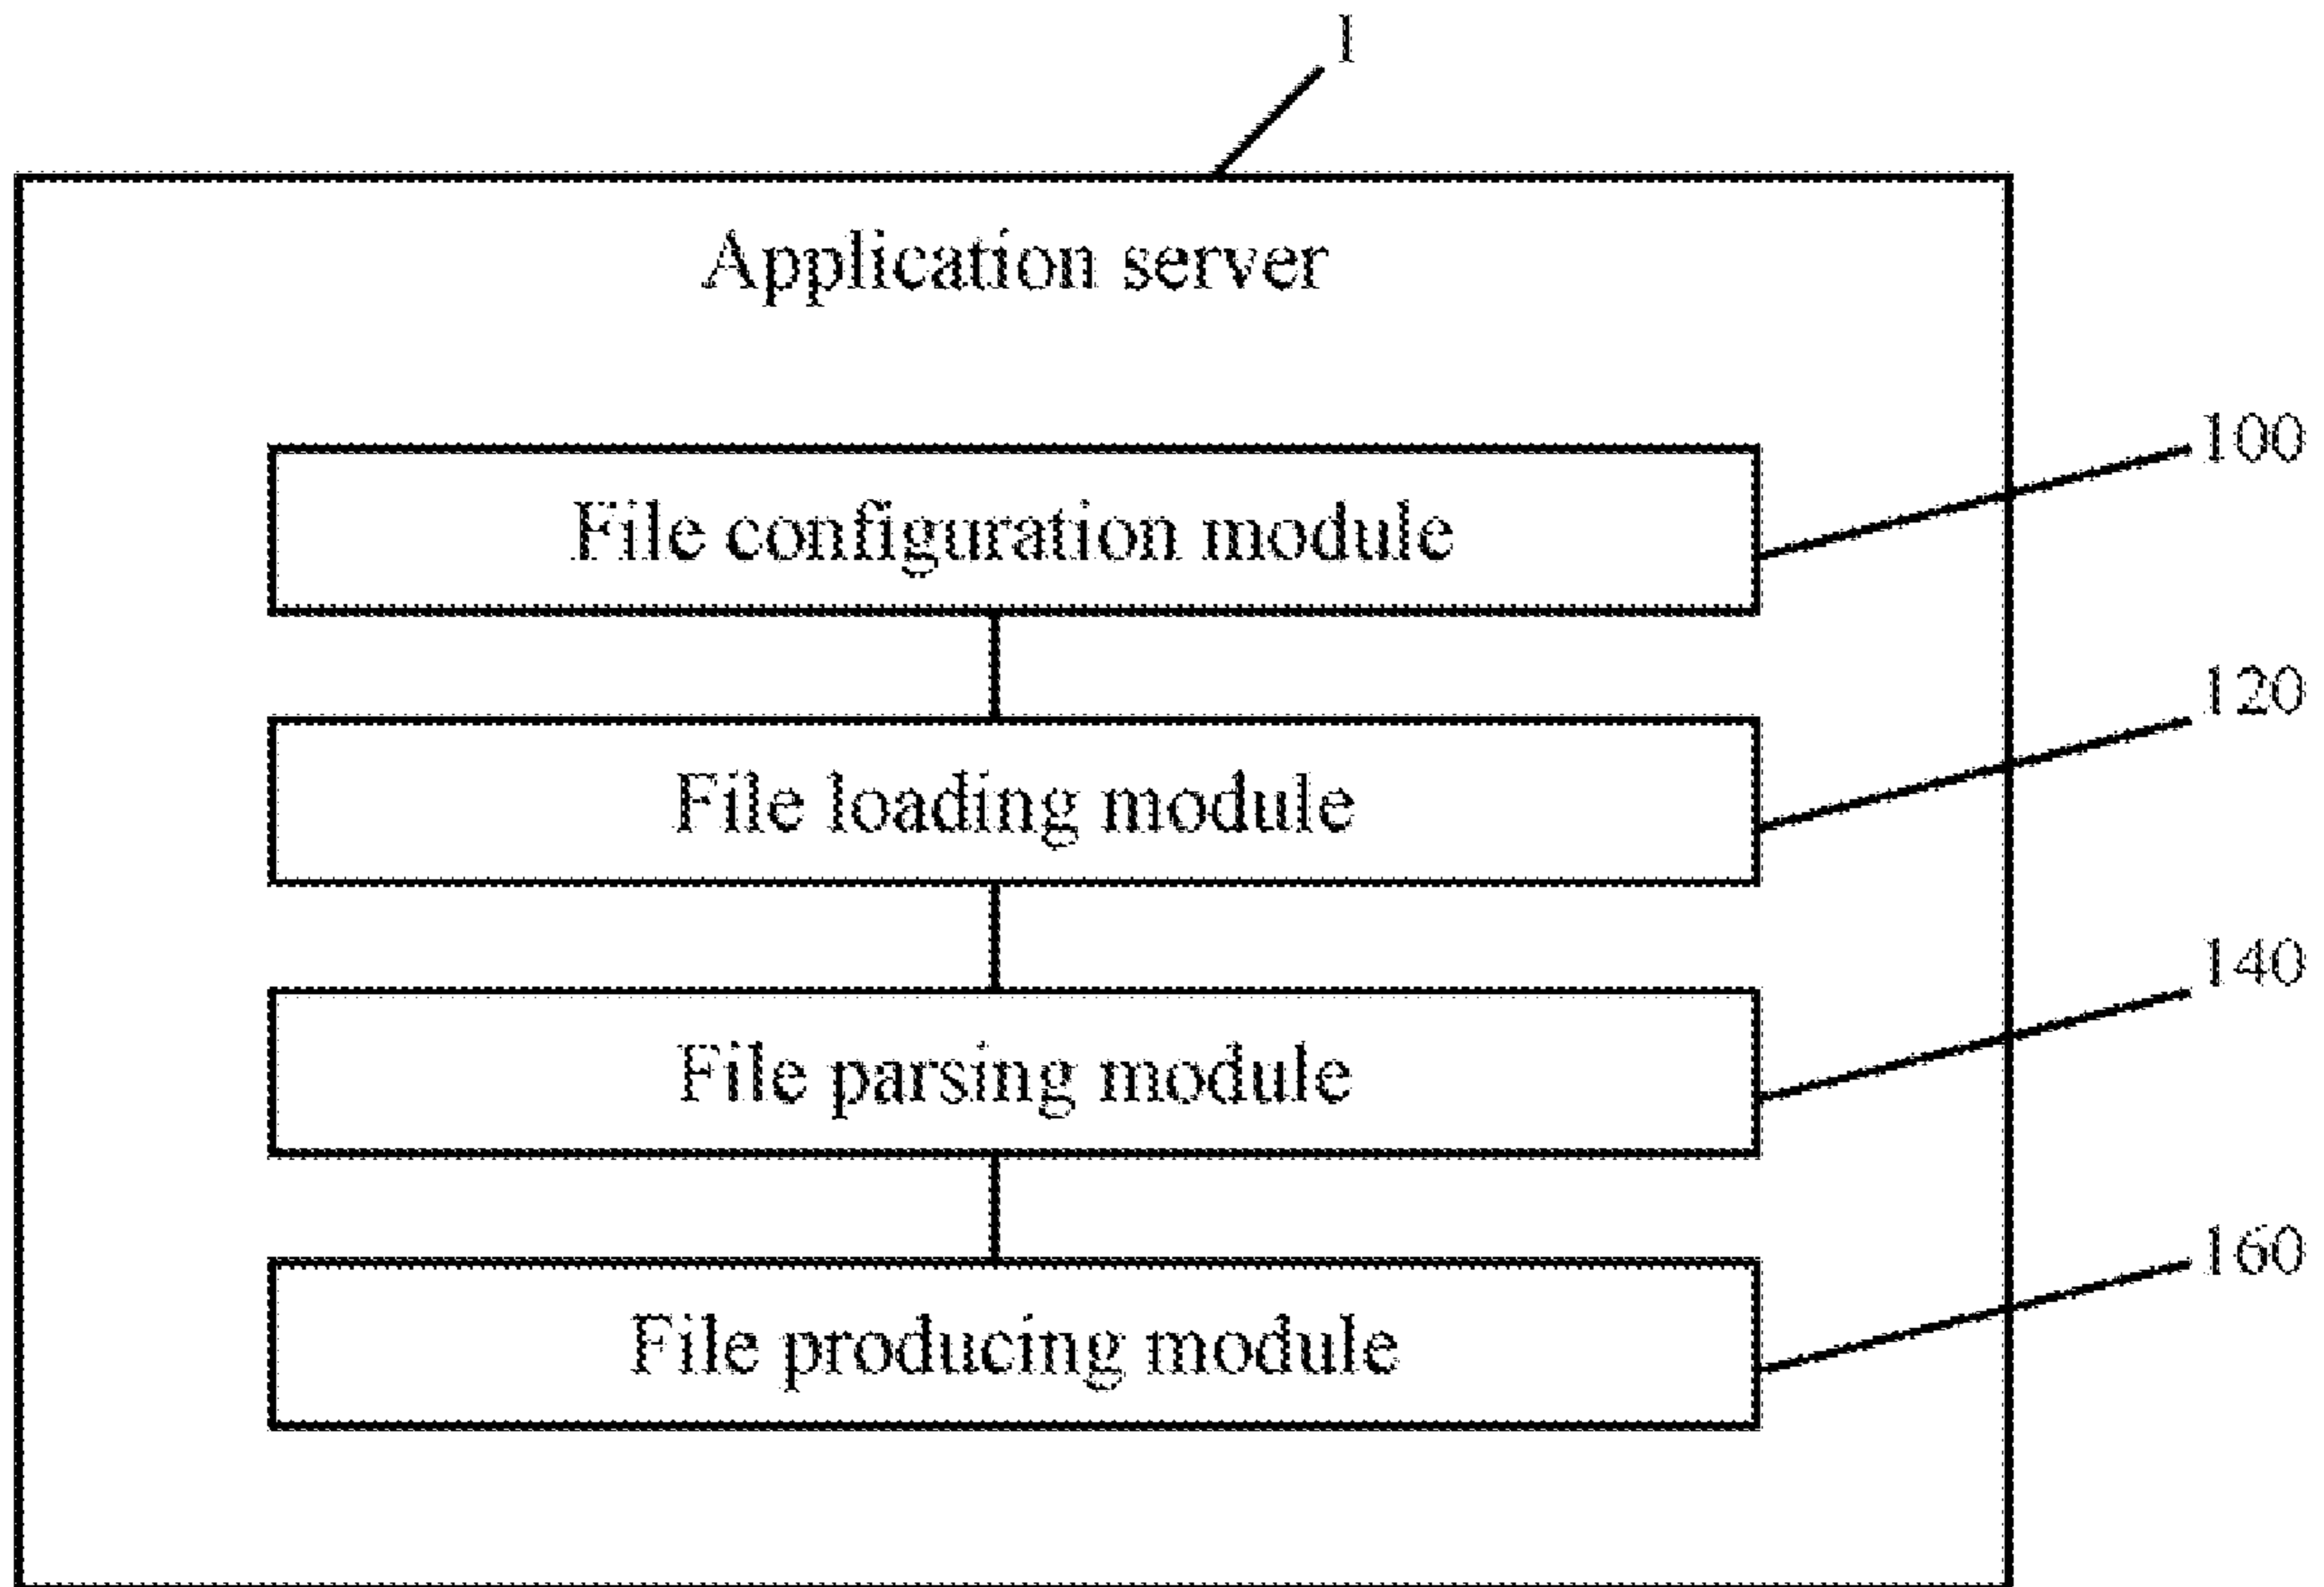 1
Application server
100
File configuration module
120
File loading module
140
File parsing module
160
File producing module